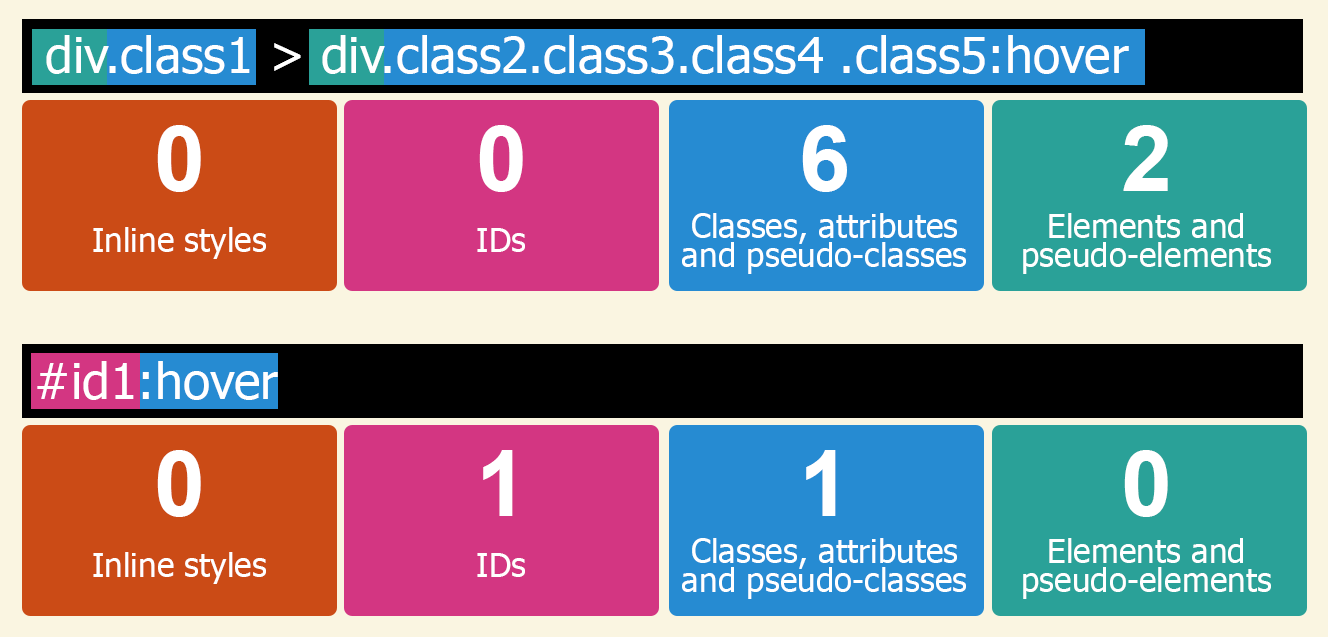 div.class1 > div.class2.class3.class4 .class5:hover
0
0
6
2
Inline styles
IDs
Classes, attributes
and pseudo-classes
Elements and
pseudo-elements
#id1:hover
0
1
1
0
Inline styles
IDs
Classes, attributes
and pseudo-classes
Elements and
pseudo-elements